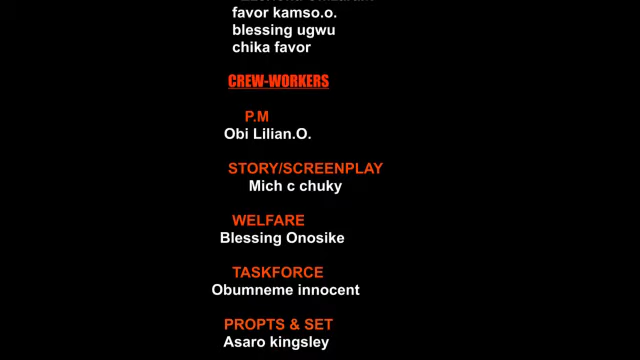 favor kamso.o.
blessing ugwu
chika favor
CREW-WORKERS
P.M
Obi Lilian.O.
STORY/SCREENPLAY
Mich c chuky
WELFARE
Blessing Onosike
TASKFORCE
Obumneme innocent
PROPTS & SET
Asaro kingsley